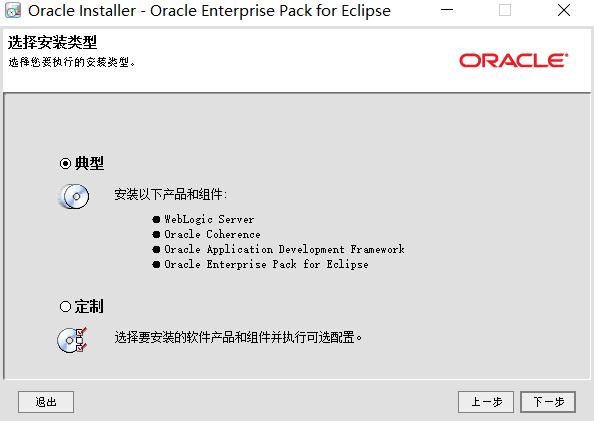 Oracle Installer - Oracle Enterprise Pack for Eclipse
选择安装类型
选择您要执行的安装类型。
ORACLE
典型
安装以下产品和组件:
WebLogic Server
Oracle Coherence
Oracle Application Development Framework
Oracle Enterprise Pack for Eclipse
定制
选择要安装的软件产品和组件并执行可选配置。
退出
上一步
下一步